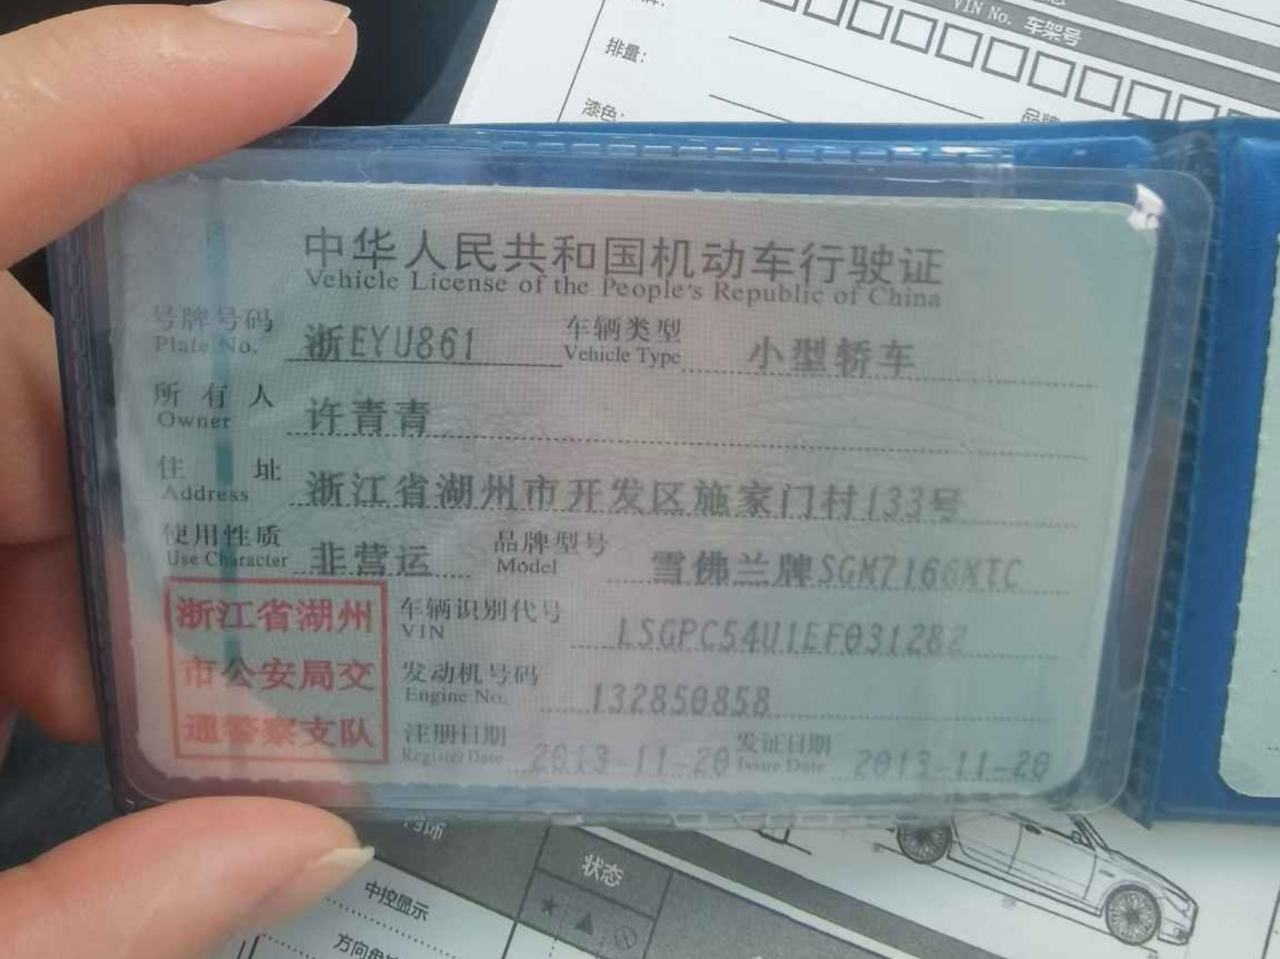 VIN No. 车架号
排量:
漆色:
中华人民共和国机动车行驶证
Vehicle License of the People's Republic of China
号牌号码 浙EYU861 车辆类型 小型轿车
Plate No. Vehicle Type
所有人 许青青
Owner
住址 浙江省湖州市开发区施家门村133号
Address
使用性质 非营运 品牌型号 雪佛兰牌SGM7166MTC
Use Character Model
浙江省湖州
市公安局交
通警察支队
车辆识别代号 LSGPC54U1EF031282
VIN
发动机号码 132850858
Engine No.
注册日期 2013-11-20 发证日期 2013-11-20
Register Date Issue Date
状态
中控显示